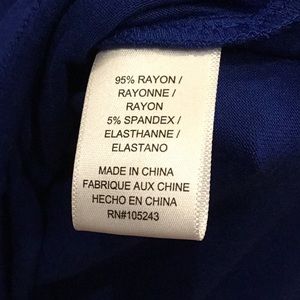 95% RAYON /
RAYONNE /
RAYON
5% SPANDEX /
ELASTHANNE /
ELASTANO
MADE IN CHINA
FABRIQUE AUX CHINE
HECHO EN CHINA
RN#105243